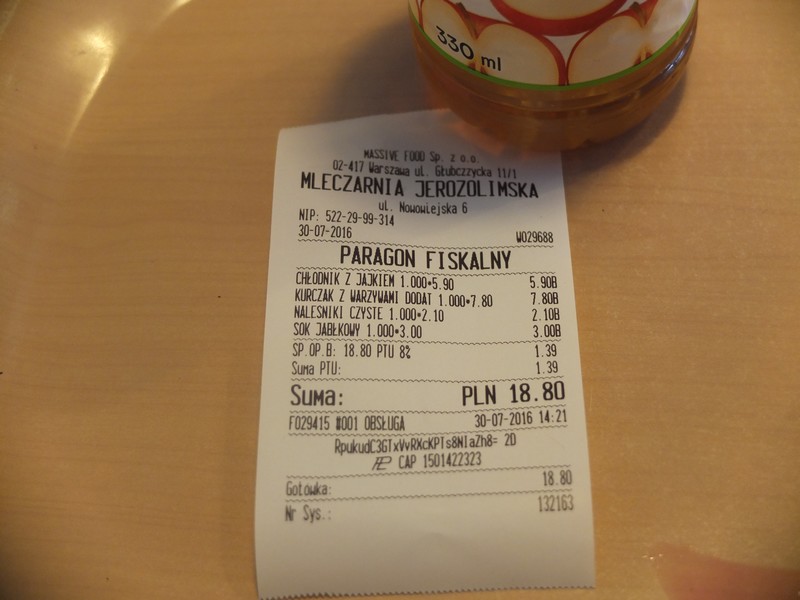 330 ml
MASSIVE FOOD Sp. z o.o.
02-417 Warszawa ul. Głubczycka 11/1
MLECZARNIA JEROZOLIMSKA
ul. Nowowiejska 6
NIP: 522-29-99-314
30-07-2016 W029688
PARAGON FISKALNY
CHŁODNIK Z JAJKIEM 1.000*5.90 5.90B
KURCZAK Z WARZYWAMI DODAT 1.000*7.80 7.80B
NALESNIKI CZYSTE 1.000*2.10 2.10B
SOK JABŁKOWY 1.000*3.00 3.00B
SP.OP.B: 18.80 PTU 8% 1.39
Suma PTU: 1.39
Suma: PLN 18.80
F029415 #001 OBSŁUGA 30-07-2016 14:21
RpukudC3GTxVvRXcKPTs8NlaZh8= 2D
CAP 1501422323
Gotówka: 18.80
Nr Sys.: 132163